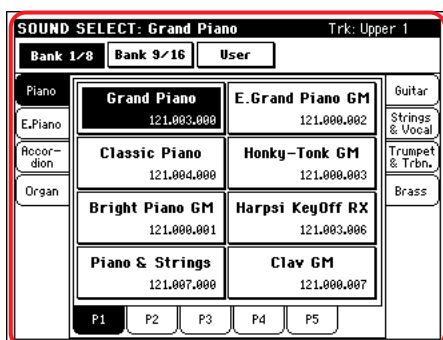 SOUND SELECT: Grand Piano Trk: Upper 1
Bank 1/8 Bank 9/16 User
Piano
E.Piano
Accor-
dion
Organ
Grand Piano
121.003.000
E.Grand Piano GM
121.000.002
Classic Piano
121.004.000
Honky-Tonk GM
121.000.003
Bright Piano GM
121.000.001
Harpsi KeyOff RX
121.003.006
Piano & Strings
121.007.000
Clav GM
121.000.007
Guitar
Strings
& Vocal
Trumpet
& Trbn.
Brass
P1 P2 P3 P4 P5